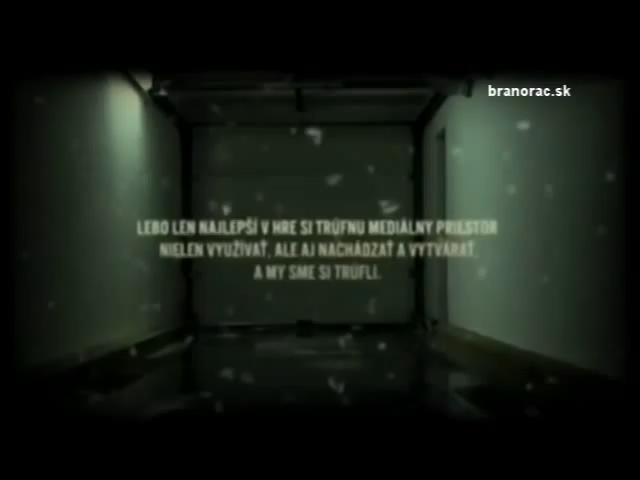 branorac.sk
LEBO LEN NAJLEPŠÍ V HRE SI TRÚFNU MEDIÁLNY PRIESTOR
NIELEN VYUŽÍVAŤ, ALE AJ NACHÁDZAŤ A VYTVÁRAŤ.
A MY SME SI TRÚFLI.